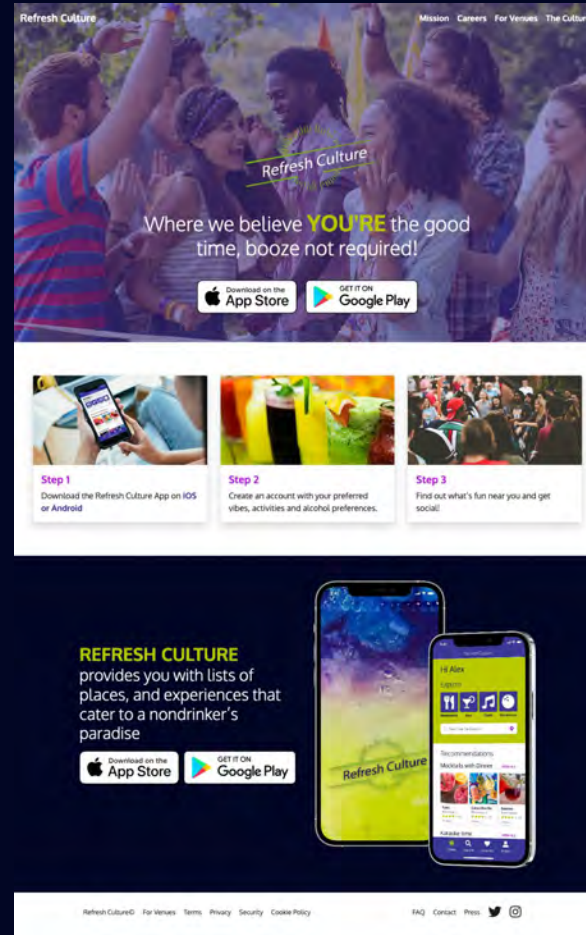 Refresh Culture
Mission Careers For Venues The Cultur
Refresh Culture
Where we believe YOU'RE the good
time, booze not required!
Download on the
App Store
GET IT ON
Google Play
Step 1
Download the Refresh Culture App on IOS
or Android
Step 2
Create an account with your preferred
vibes, activities and alcohol preferences.
Step 3
Find out what's fun near you and get
social!
REFRESH CULTURE
provides you with lists of
places, and experiences that
cater to a nondrinker's
paradise
Download on the
App Store
GET IT ON
Google Play
Refresh Culture
Hi Alex
Explore
Recommendations
Mocktails with Dinner
Karaoke time
Refresh Culture© For Venues Terms Privacy Security Cookie Policy
FAQ Contact Press